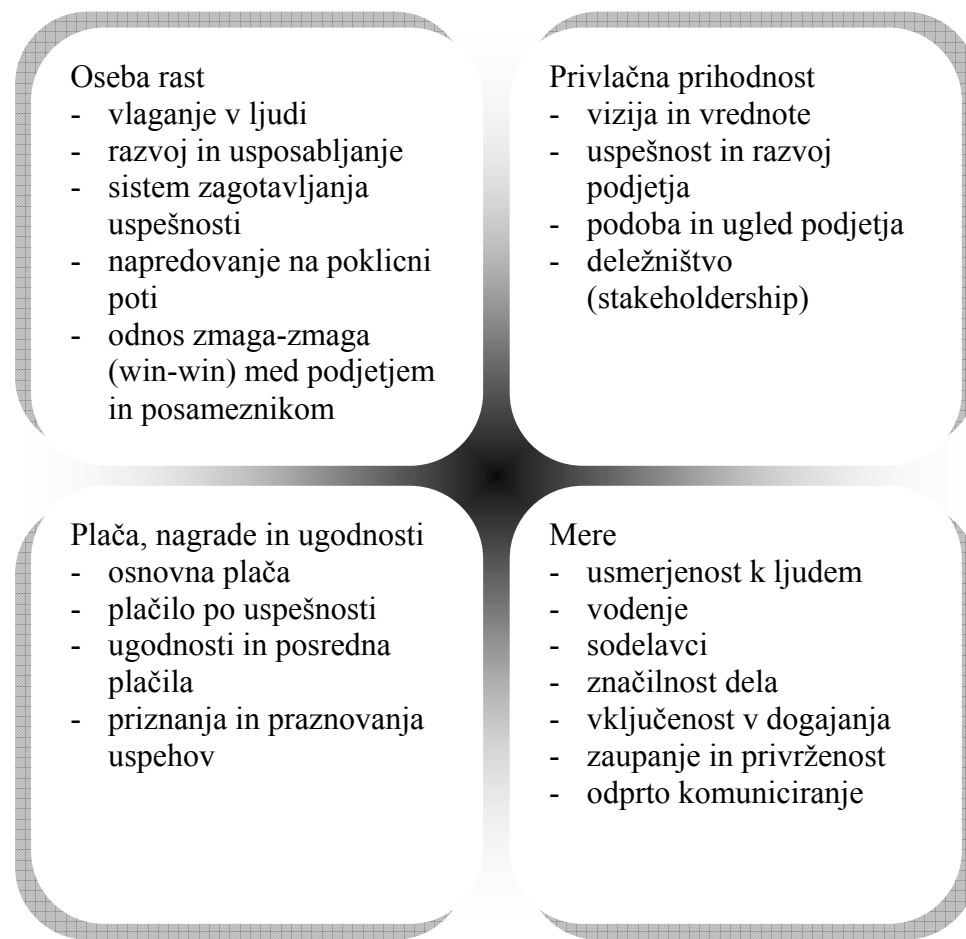 Oseba rast
- vlaganje v ljudi
- razvoj in usposabljanje
- sistem zagotavljanja
uspešnosti
- napredovanje na poklicni
poti
- odnos zmaga-zmaga
(win-win) med podjetjem
in posameznikom
Privlačna prihodnost
- vizija in vrednote
- uspešnost in razvoj
podjetja
- podoba in ugled podjetja
- deležništvo
(stakeholdership)
Plača, nagrade in ugodnosti
- osnovna plača
- plačilo po uspešnosti
- ugodnosti in posredna
plačila
- priznanja in praznovanja
uspehov
Mere
- usmerjenost k ljudem
- vodenje
- sodelavci
- značilnost dela
- vključenost v dogajanja
- zaupanje in privrženost
- odprto komuniciranje